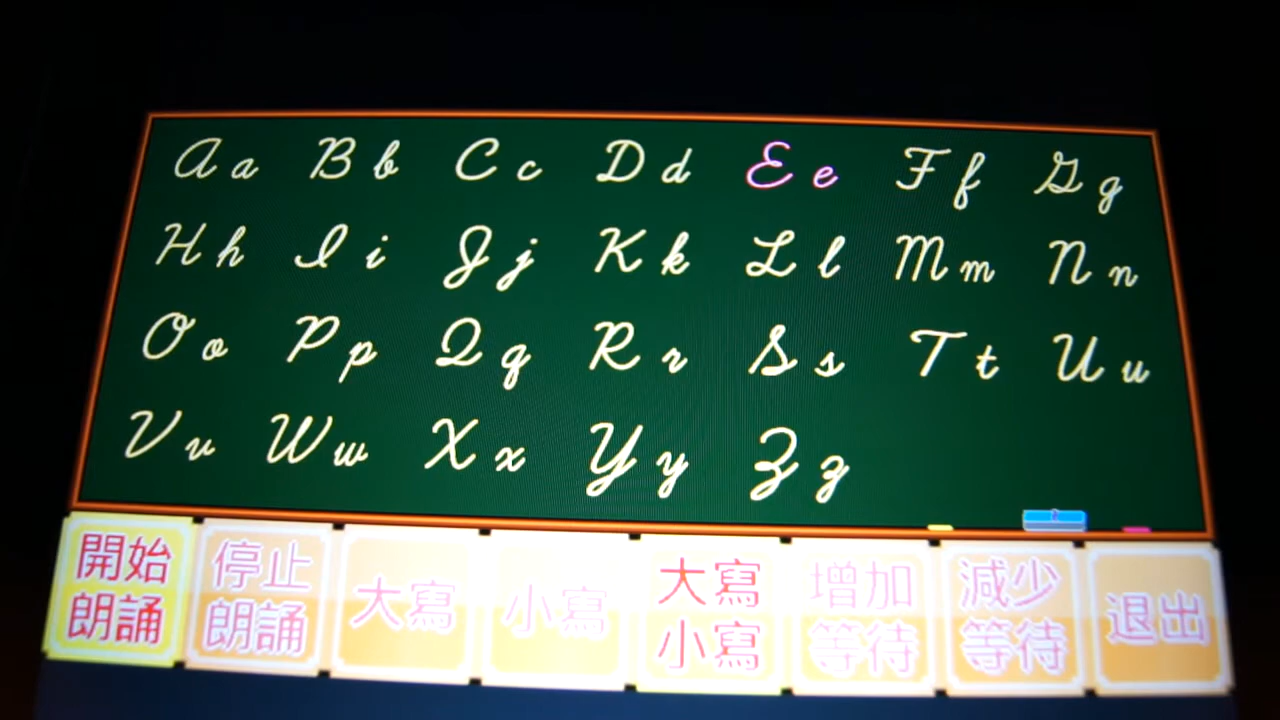 Aa Bb Cc Dd Ee Ff Gg
Hh Ii Jj Kk Ll Mm Nn
Oo Pp Qq Rr Ss Tt Uu
Vv Ww Xx Yy Zz
開始
朗誦
停止
朗誦
大寫
小寫
大寫
小寫
增加
等待
減少
等待
退出